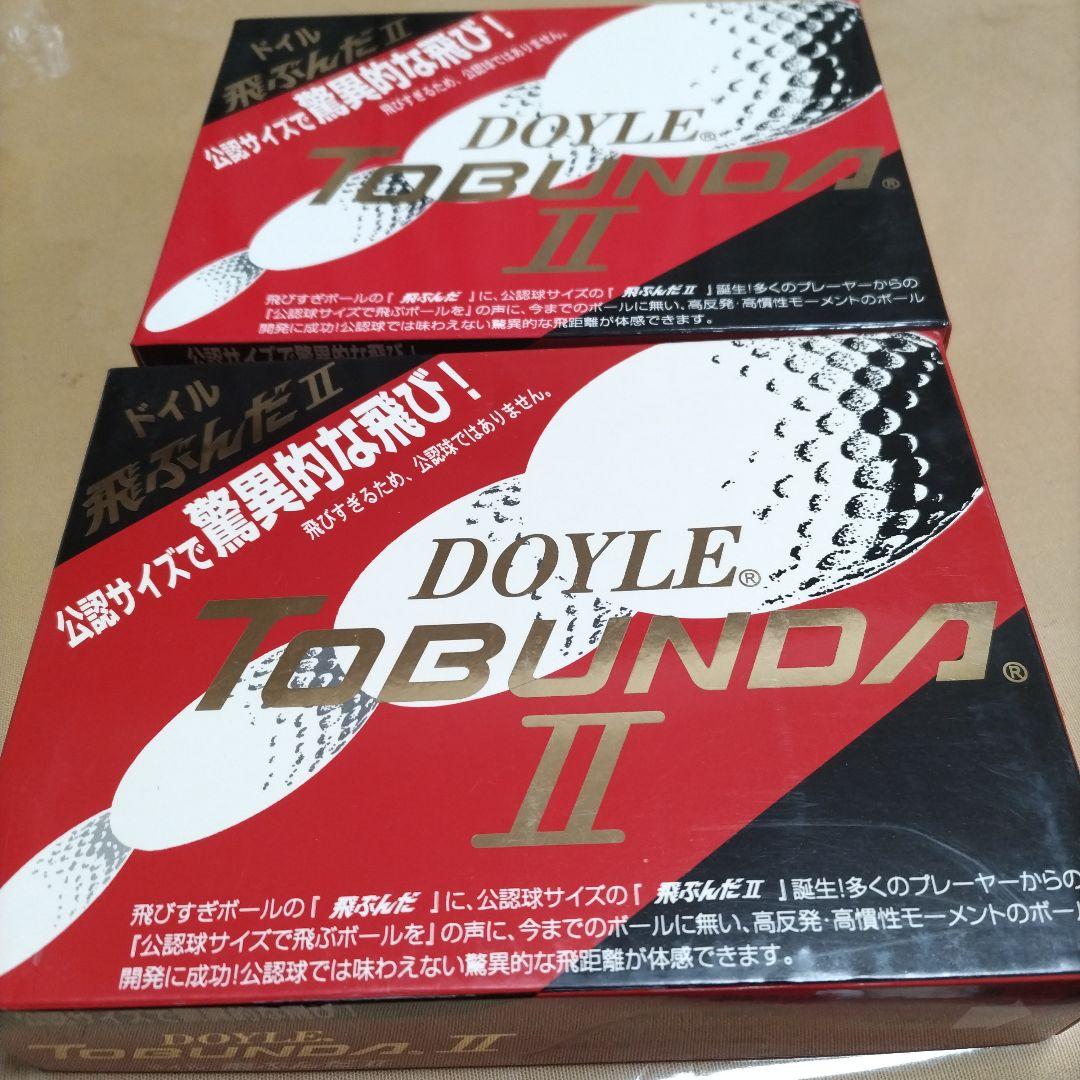 ドイル
飛ぶんだⅡ
公認サイズで驚異的な飛び!
飛びすぎるため、公認球ではありません。
DOYLE®
TOBUNDA®
Ⅱ
飛びすぎボールの『飛ぶんだ』に、公認球サイズの『飛ぶんだⅡ』誕生!多くのプレーヤーからの
『公認球サイズで飛ぶボールを』の声に、今までのボールに無い、高反発・高慣性モーメントのボール
開発に成功!公認球では味わえない驚異的な飛距離が体感できます。
公認サイズで驚異的な飛び!
ドイル
飛ぶんだⅡ
公認サイズで驚異的な飛び!
飛びすぎるため、公認球ではありません。
DOYLE®
TOBUNDA®
Ⅱ
飛びすぎボールの『飛ぶんだ』に、公認球サイズの『飛ぶんだⅡ』誕生!多くのプレーヤーからの
『公認球サイズで飛ぶボールを』の声に、今までのボールに無い、高反発・高慣性モーメントのボール
開発に成功!公認球では味わえない驚異的な飛距離が体感できます。
DOYLE®
TOBUNDA® Ⅱ